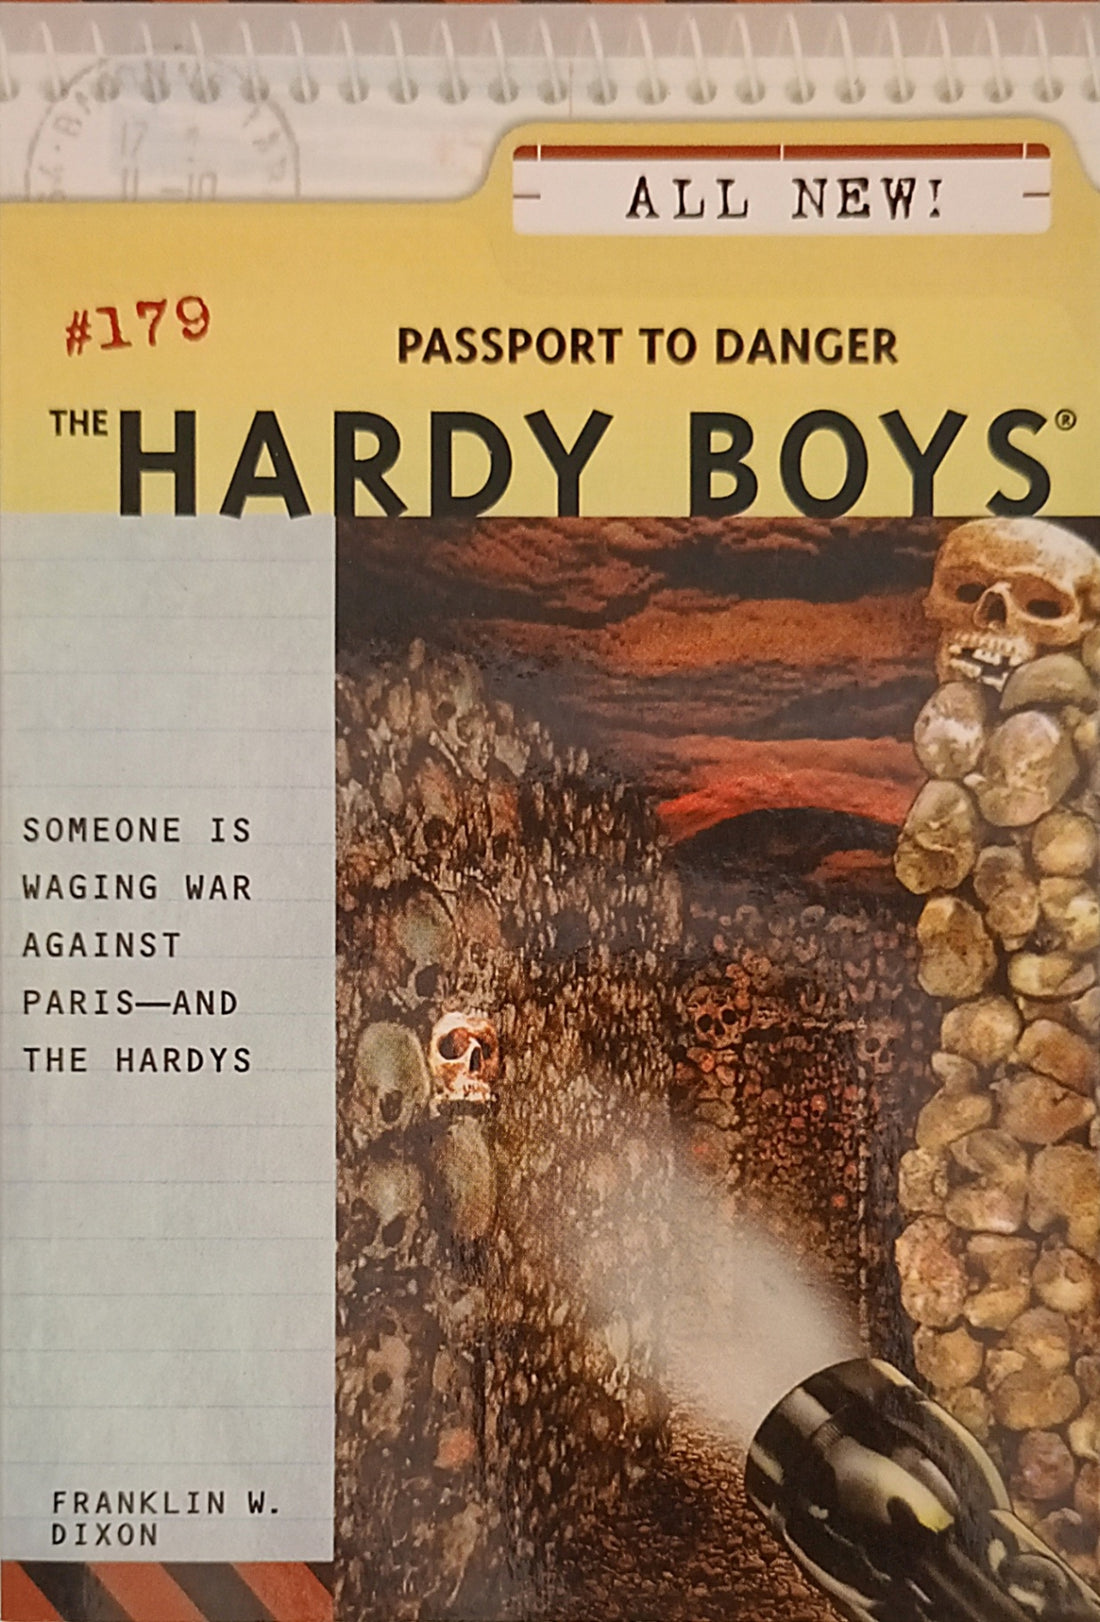 ALL NEW!
#179
PASSPORT TO DANGER
THE HARDY BOYS®
SOMEONE IS
WAGING WAR
AGAINST
PARIS—AND
THE HARDYS
FRANKLIN W.
DIXON